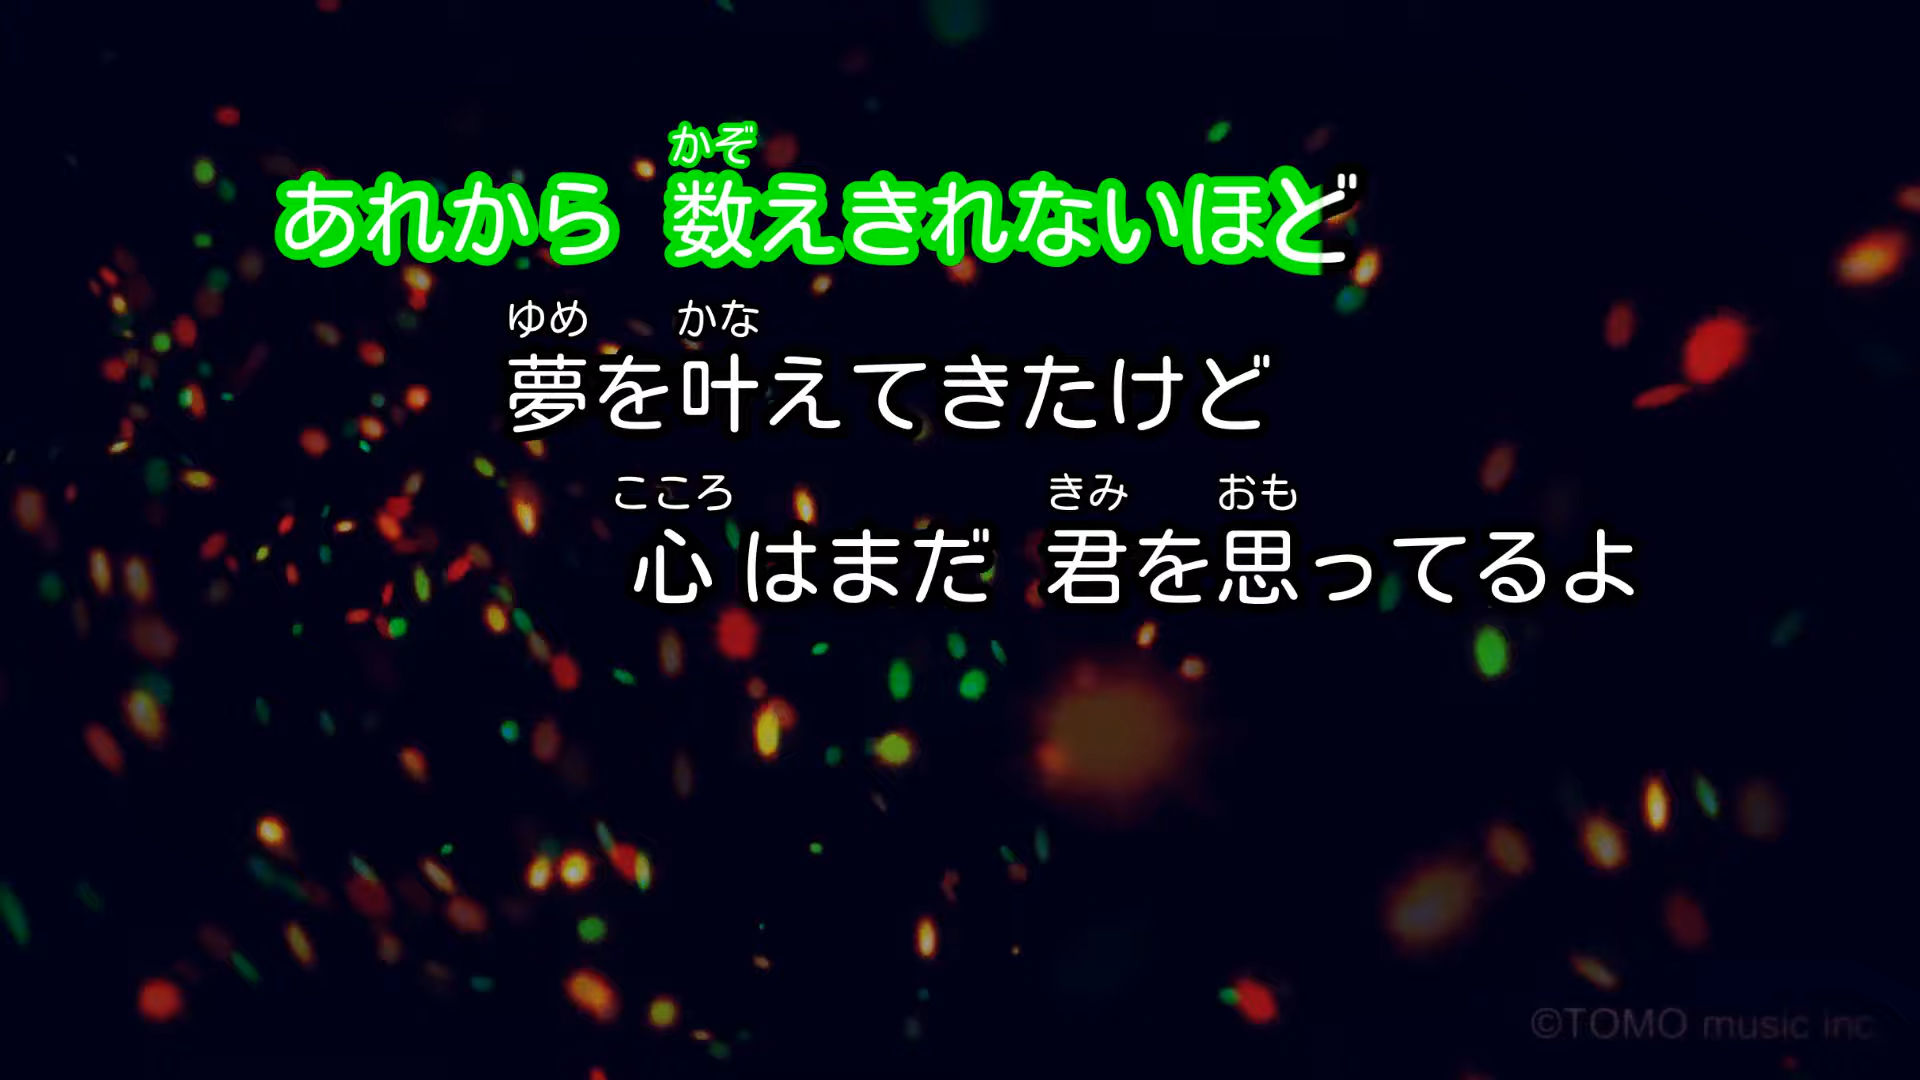 かぞ
あれから 数えきれないほど
ゆめ かな
夢を叶えてきたけど
こころ きみ おも
心はまだ 君を思ってるよ
©TOMO music inc.